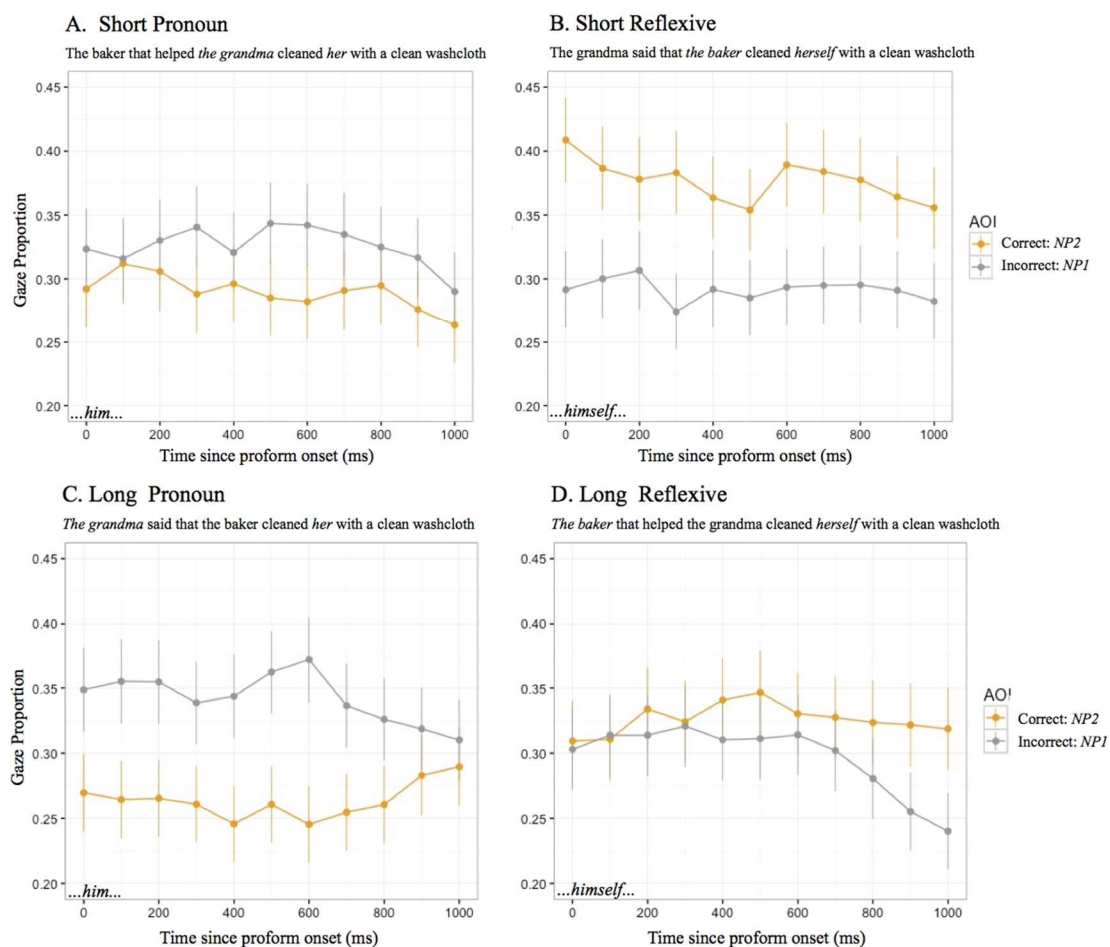 A. Short Pronoun
The baker that helped the grandma cleaned her with a clean washcloth
0.45
0.40
0.35
0.30
0.25
0.20
Gaze Proportion
...him...
0 200 400 600 800 1000
Time since proform onset (ms)
B. Short Reflexive
The grandma said that the baker cleaned herself with a clean washcloth
0.45
0.40
0.35
0.30
0.25
0.20
...himself...
0 200 400 600 800 1000
Time since proform onset (ms)
AOI
Correct: NP2
Incorrect: NP1
C. Long Pronoun
The grandma said that the baker cleaned her with a clean washcloth
0.45
0.40
0.35
0.30
0.25
0.20
Gaze Proportion
...him...
0 200 400 600 800 1000
Time since proform onset (ms)
D. Long Reflexive
The baker that helped the grandma cleaned herself with a clean washcloth
0.45
0.40
0.35
0.30
0.25
0.20
...himself...
0 200 400 600 800 1000
Time since proform onset (ms)
AOI
Correct: NP2
Incorrect: NP1